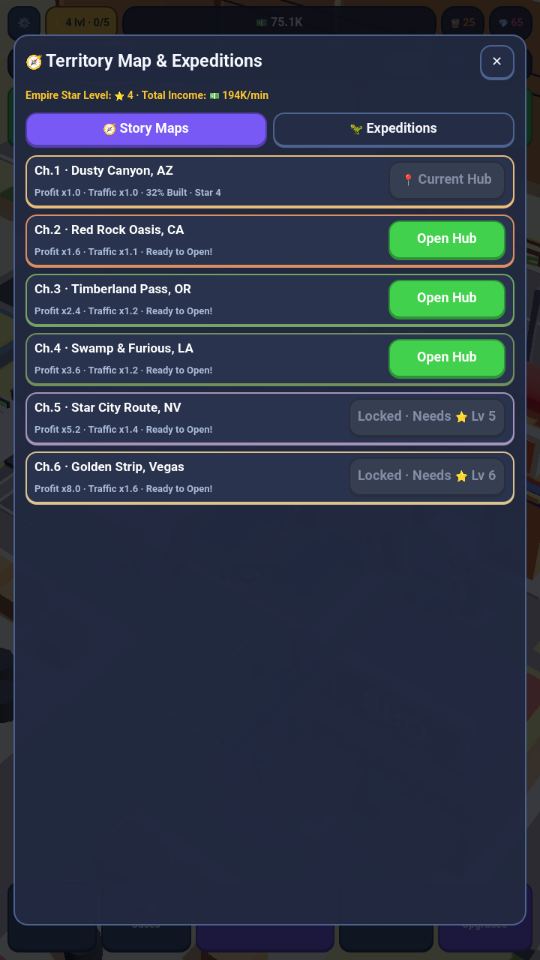 4 lvl · 0/5
75.1K
25
65
Territory Map & Expeditions
×
Empire Star Level: ⭐ 4 · Total Income: 💵 194K/min
Story Maps
Expeditions
Ch.1 · Dusty Canyon, AZ
Profit x1.0 · Traffic x1.0 · 32% Built · Star 4
Current Hub
Ch.2 · Red Rock Oasis, CA
Profit x1.6 · Traffic x1.1 · Ready to Open!
Open Hub
Ch.3 · Timberland Pass, OR
Profit x2.4 · Traffic x1.2 · Ready to Open!
Open Hub
Ch.4 · Swamp & Furious, LA
Profit x3.6 · Traffic x1.2 · Ready to Open!
Open Hub
Ch.5 · Star City Route, NV
Profit x5.2 · Traffic x1.4 · Ready to Open!
Locked · Needs ⭐ Lv 5
Ch.6 · Golden Strip, Vegas
Profit x8.0 · Traffic x1.6 · Ready to Open!
Locked · Needs ⭐ Lv 6